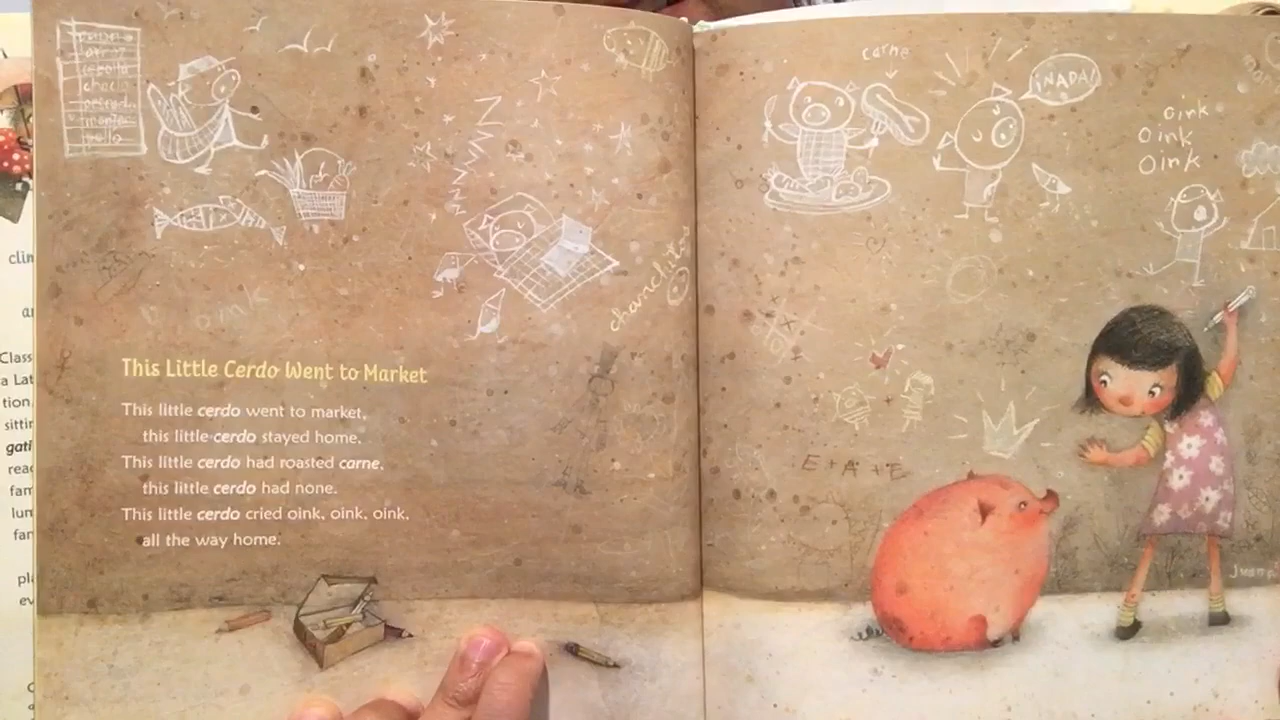 carne
¡NADA!
oink
oink
oink
oink
chanchito
This Little Cerdo Went to Market
This little cerdo went to market,
this little cerdo stayed home.
This little cerdo had roasted carne,
this little cerdo had none.
This little cerdo cried oink, oink, oink,
all the way home.
E + A + E